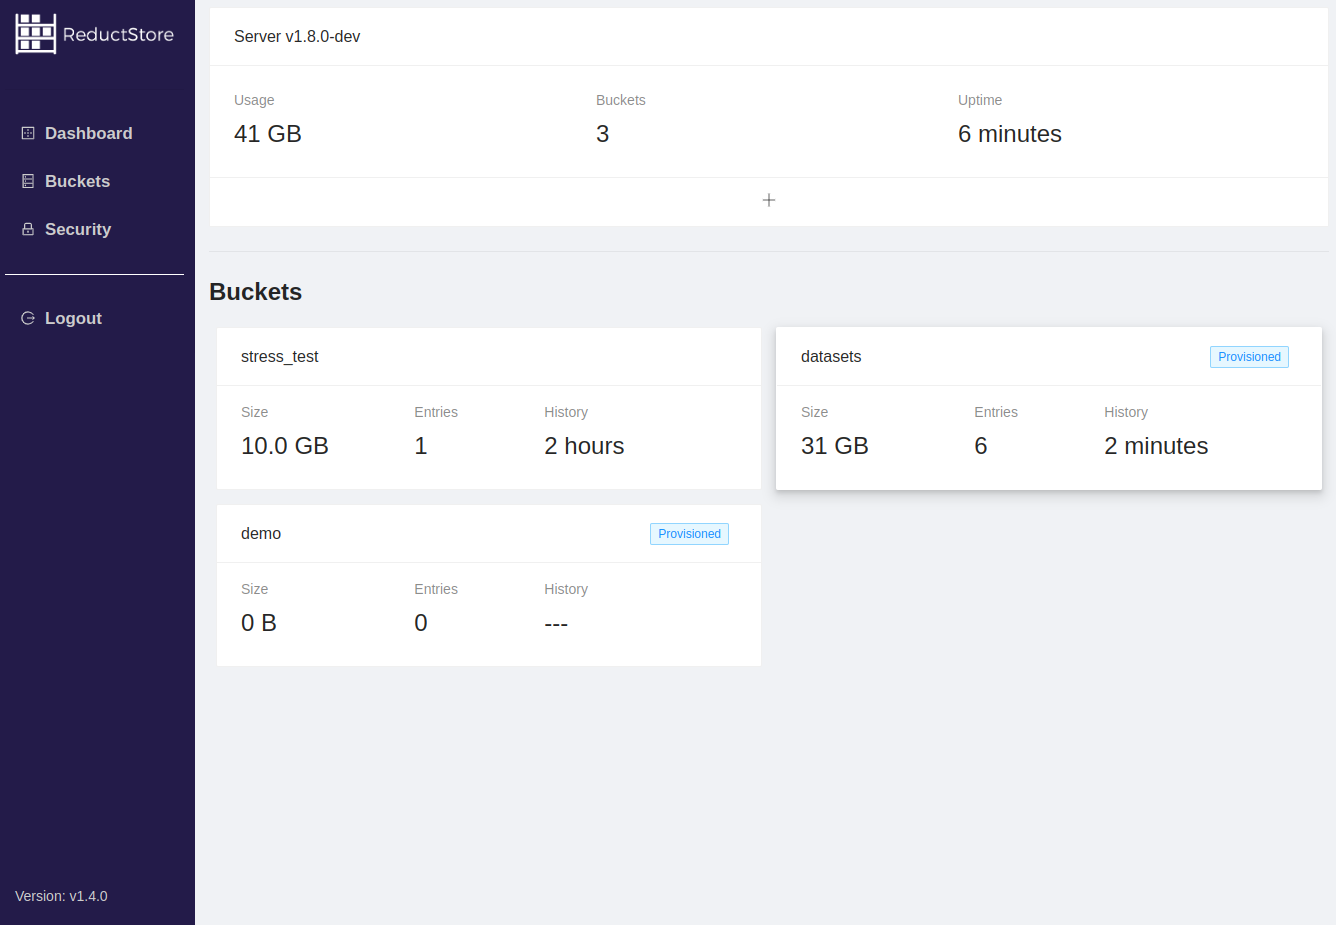 ReductStore
Dashboard
Buckets
Security
Logout
Version: v1.4.0
Server v1.8.0-dev
Usage Buckets Uptime
41 GB 3 6 minutes
Buckets
stress_test
Size Entries History
10.0 GB 1 2 hours
datasets Provisioned
Size Entries History
31 GB 6 2 minutes
demo Provisioned
Size Entries History
0 B 0 ---